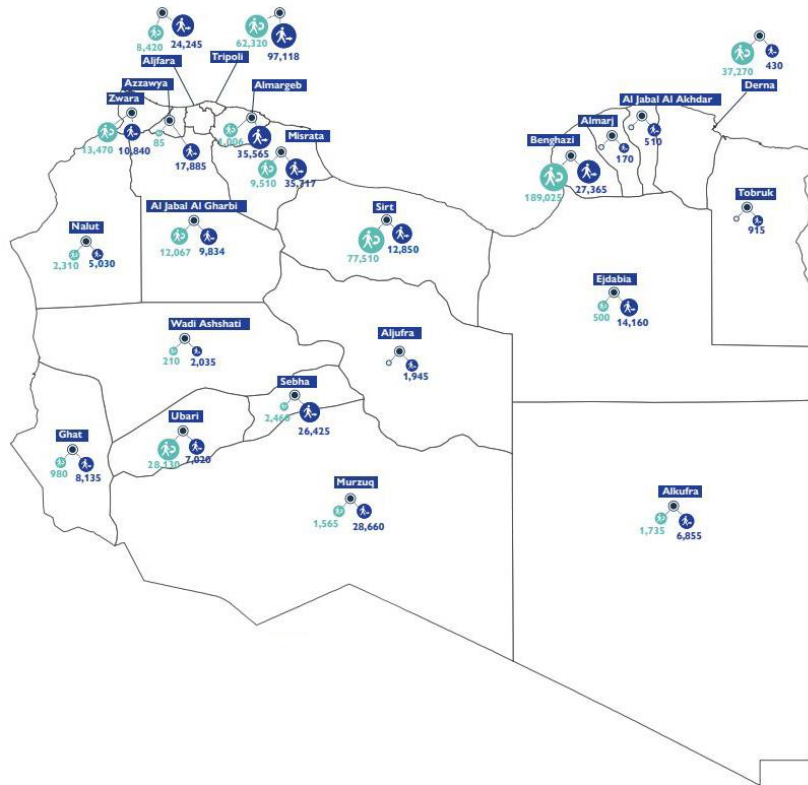 8,420
24,245
62,320
97,118
37,270
430
Derna
Aljfara
Tripoli
Azzawya
Almargeb
Zwara
Al Jabal Al Akhdar
Almarj
Misrata
Benghazi
13,470
10,840
85
17,885
35,565
9,510
35,717
510
170
189,025
27,365
Tobruk
915
Al Jabal Al Gharbi
12,067
9,834
Sirt
77,510
12,850
Nalut
2,310
5,030
Ejdabia
500
14,160
Wadi Ashshati
210
2,035
Aljufra
1,945
Sebha
26,425
Ubari
28,130
7,020
Ghat
980
8,135
Murzuq
1,565
28,660
Alkufra
1,735
6,855